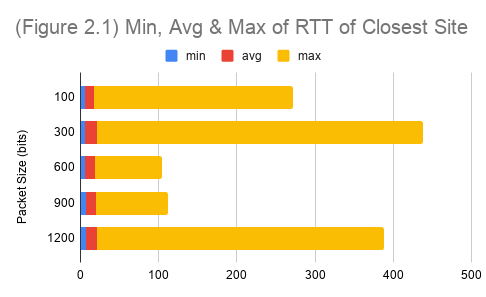 (Figure 2.1) Min, Avg & Max of RTT of Closest Site
min avg max
Packet Size (bits)
100
300
600
900
1200
0 100 200 300 400 500